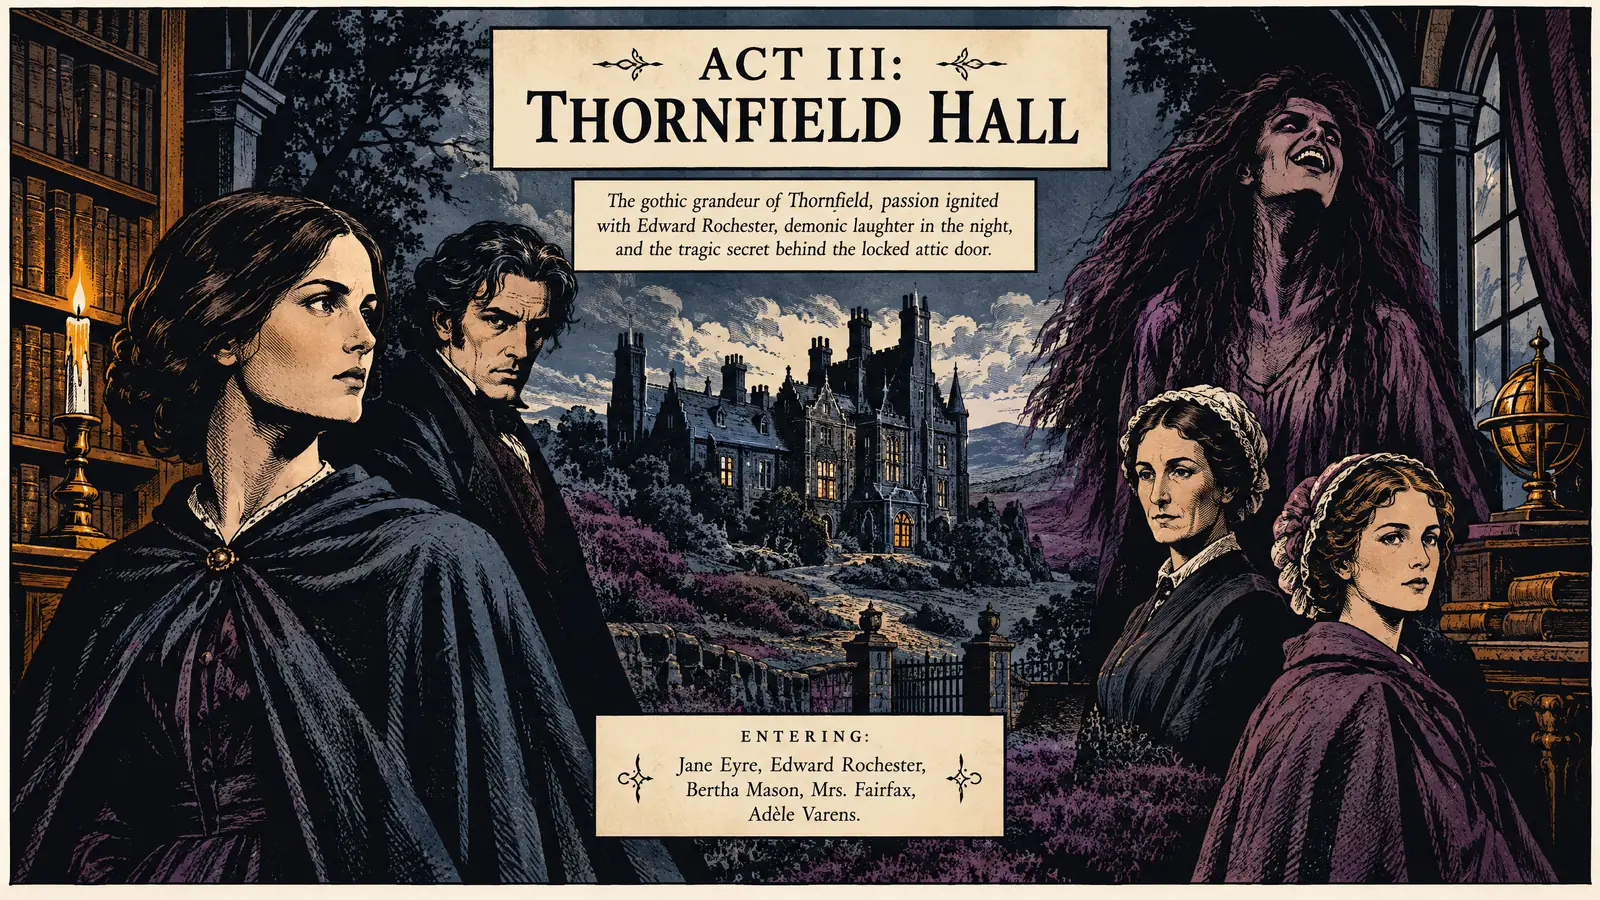 ACT III:
THORNFIELD HALL
The gothic grandeur of Thornfield, passion ignited
with Edward Rochester, demonic laughter in the night,
and the tragic secret behind the locked attic door.
ENTERING:
Jane Eyre, Edward Rochester,
Bertha Mason, Mrs. Fairfax,
Adèle Varens.